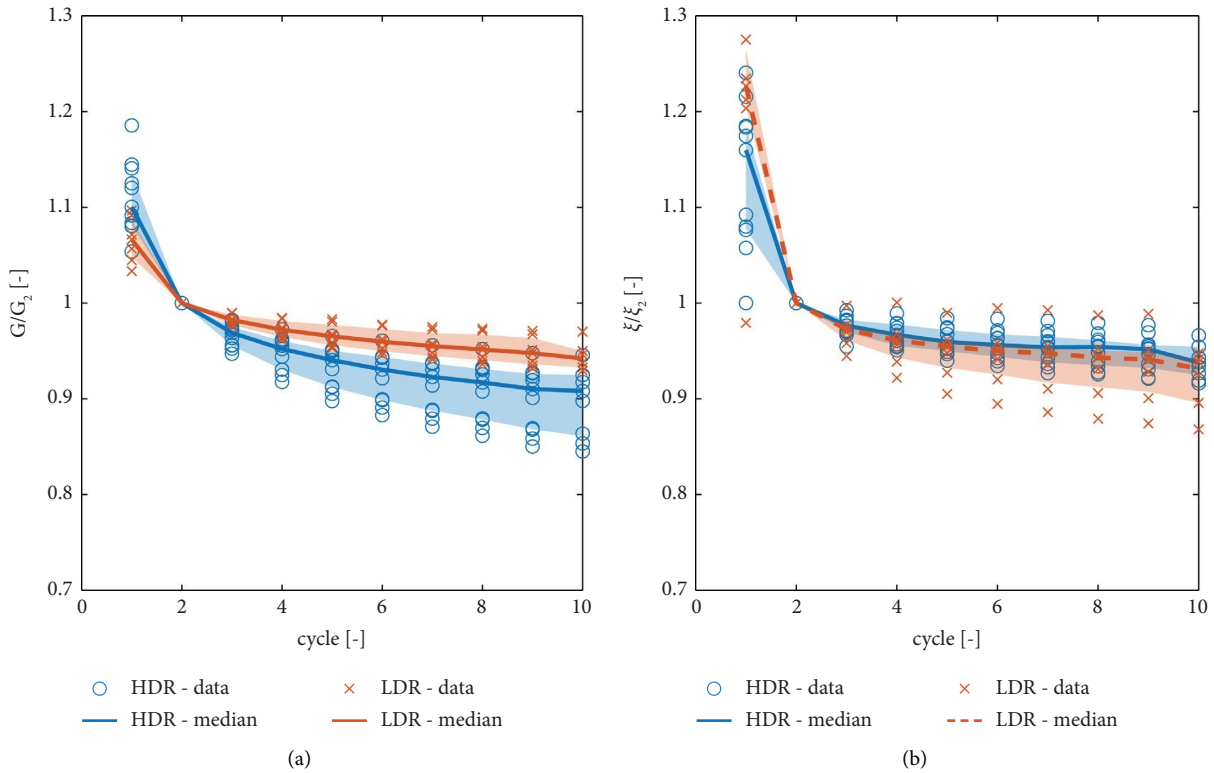 1.3
1.2
1.1
1
0.9
0.8
0.7
G/G2 [-]
0 2 4 6 8 10
cycle [-]
HDR - data LDR - data
HDR - median LDR - median
(a)
1.3
1.2
1.1
1
0.9
0.8
0.7
ξ/ξ2 [-]
0 2 4 6 8 10
cycle [-]
HDR - data LDR - data
HDR - median LDR - median
(b)